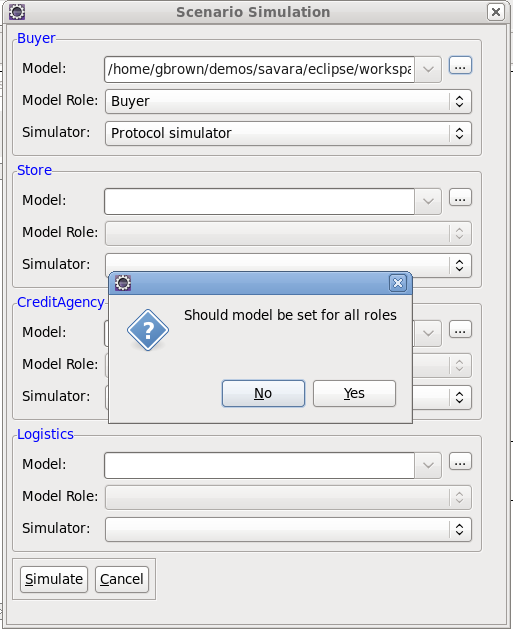 Scenario Simulation
Buyer
Model: /home/gbrown/demos/savara/eclipse/workspa ...
Model Role: Buyer
Simulator: Protocol simulator
Store
Model: ...
Model Role:
Simulator:
Should model be set for all roles
No Yes
CreditAgency
Model: ...
Model Role:
Simulator:
Logistics
Model: ...
Model Role:
Simulator:
Simulate Cancel